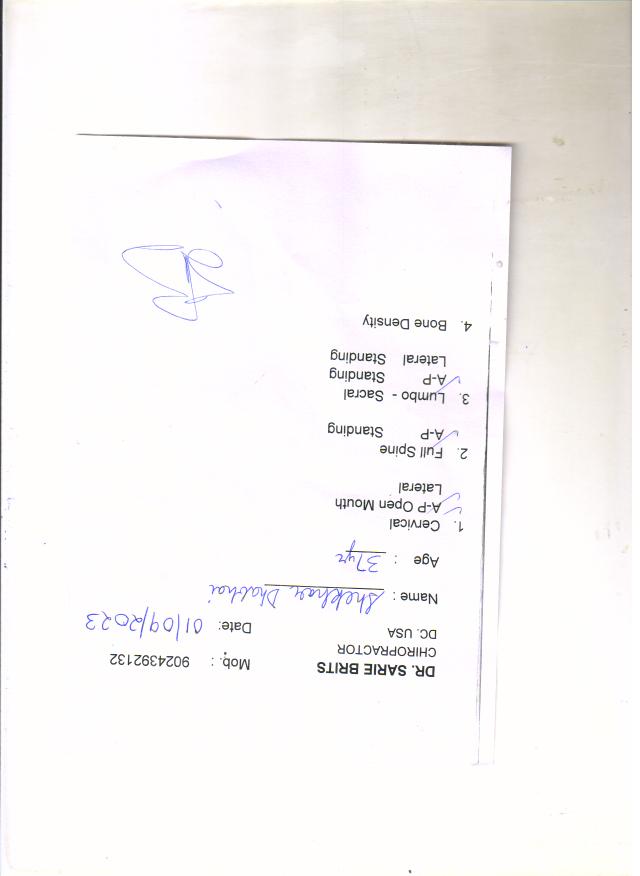 DR. SARIE BRITS Mob. : 9024392132
CHIROPRACTOR
DC. USA Date: 01/09/2023
Name : Shekhar Dhabhai
Age : 37yr
1. Cervical
A-P Open Mouth
Lateral
2. Full Spine
A-P Standing
3. Lumbo - Sacral
A-P Standing
Lateral Standing
4. Bone Density